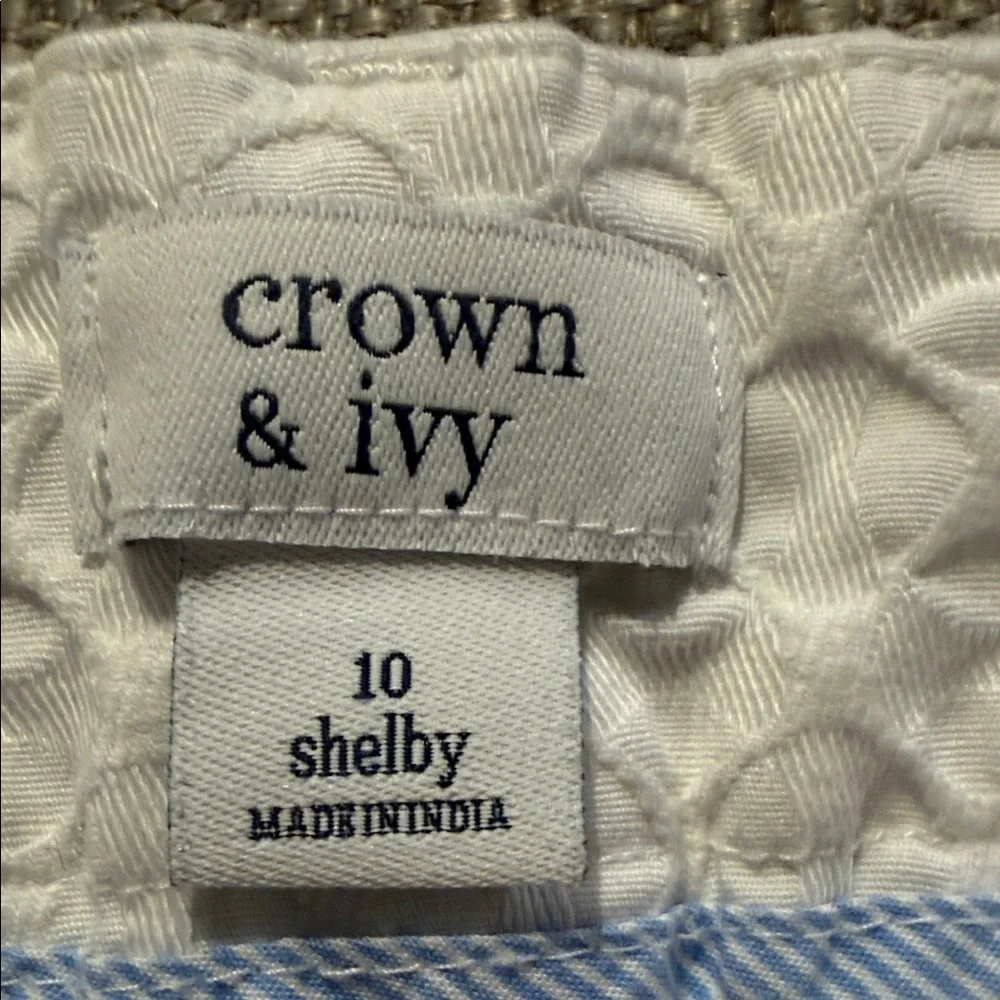 crown
& ivy
10
shelby
MADE IN INDIA